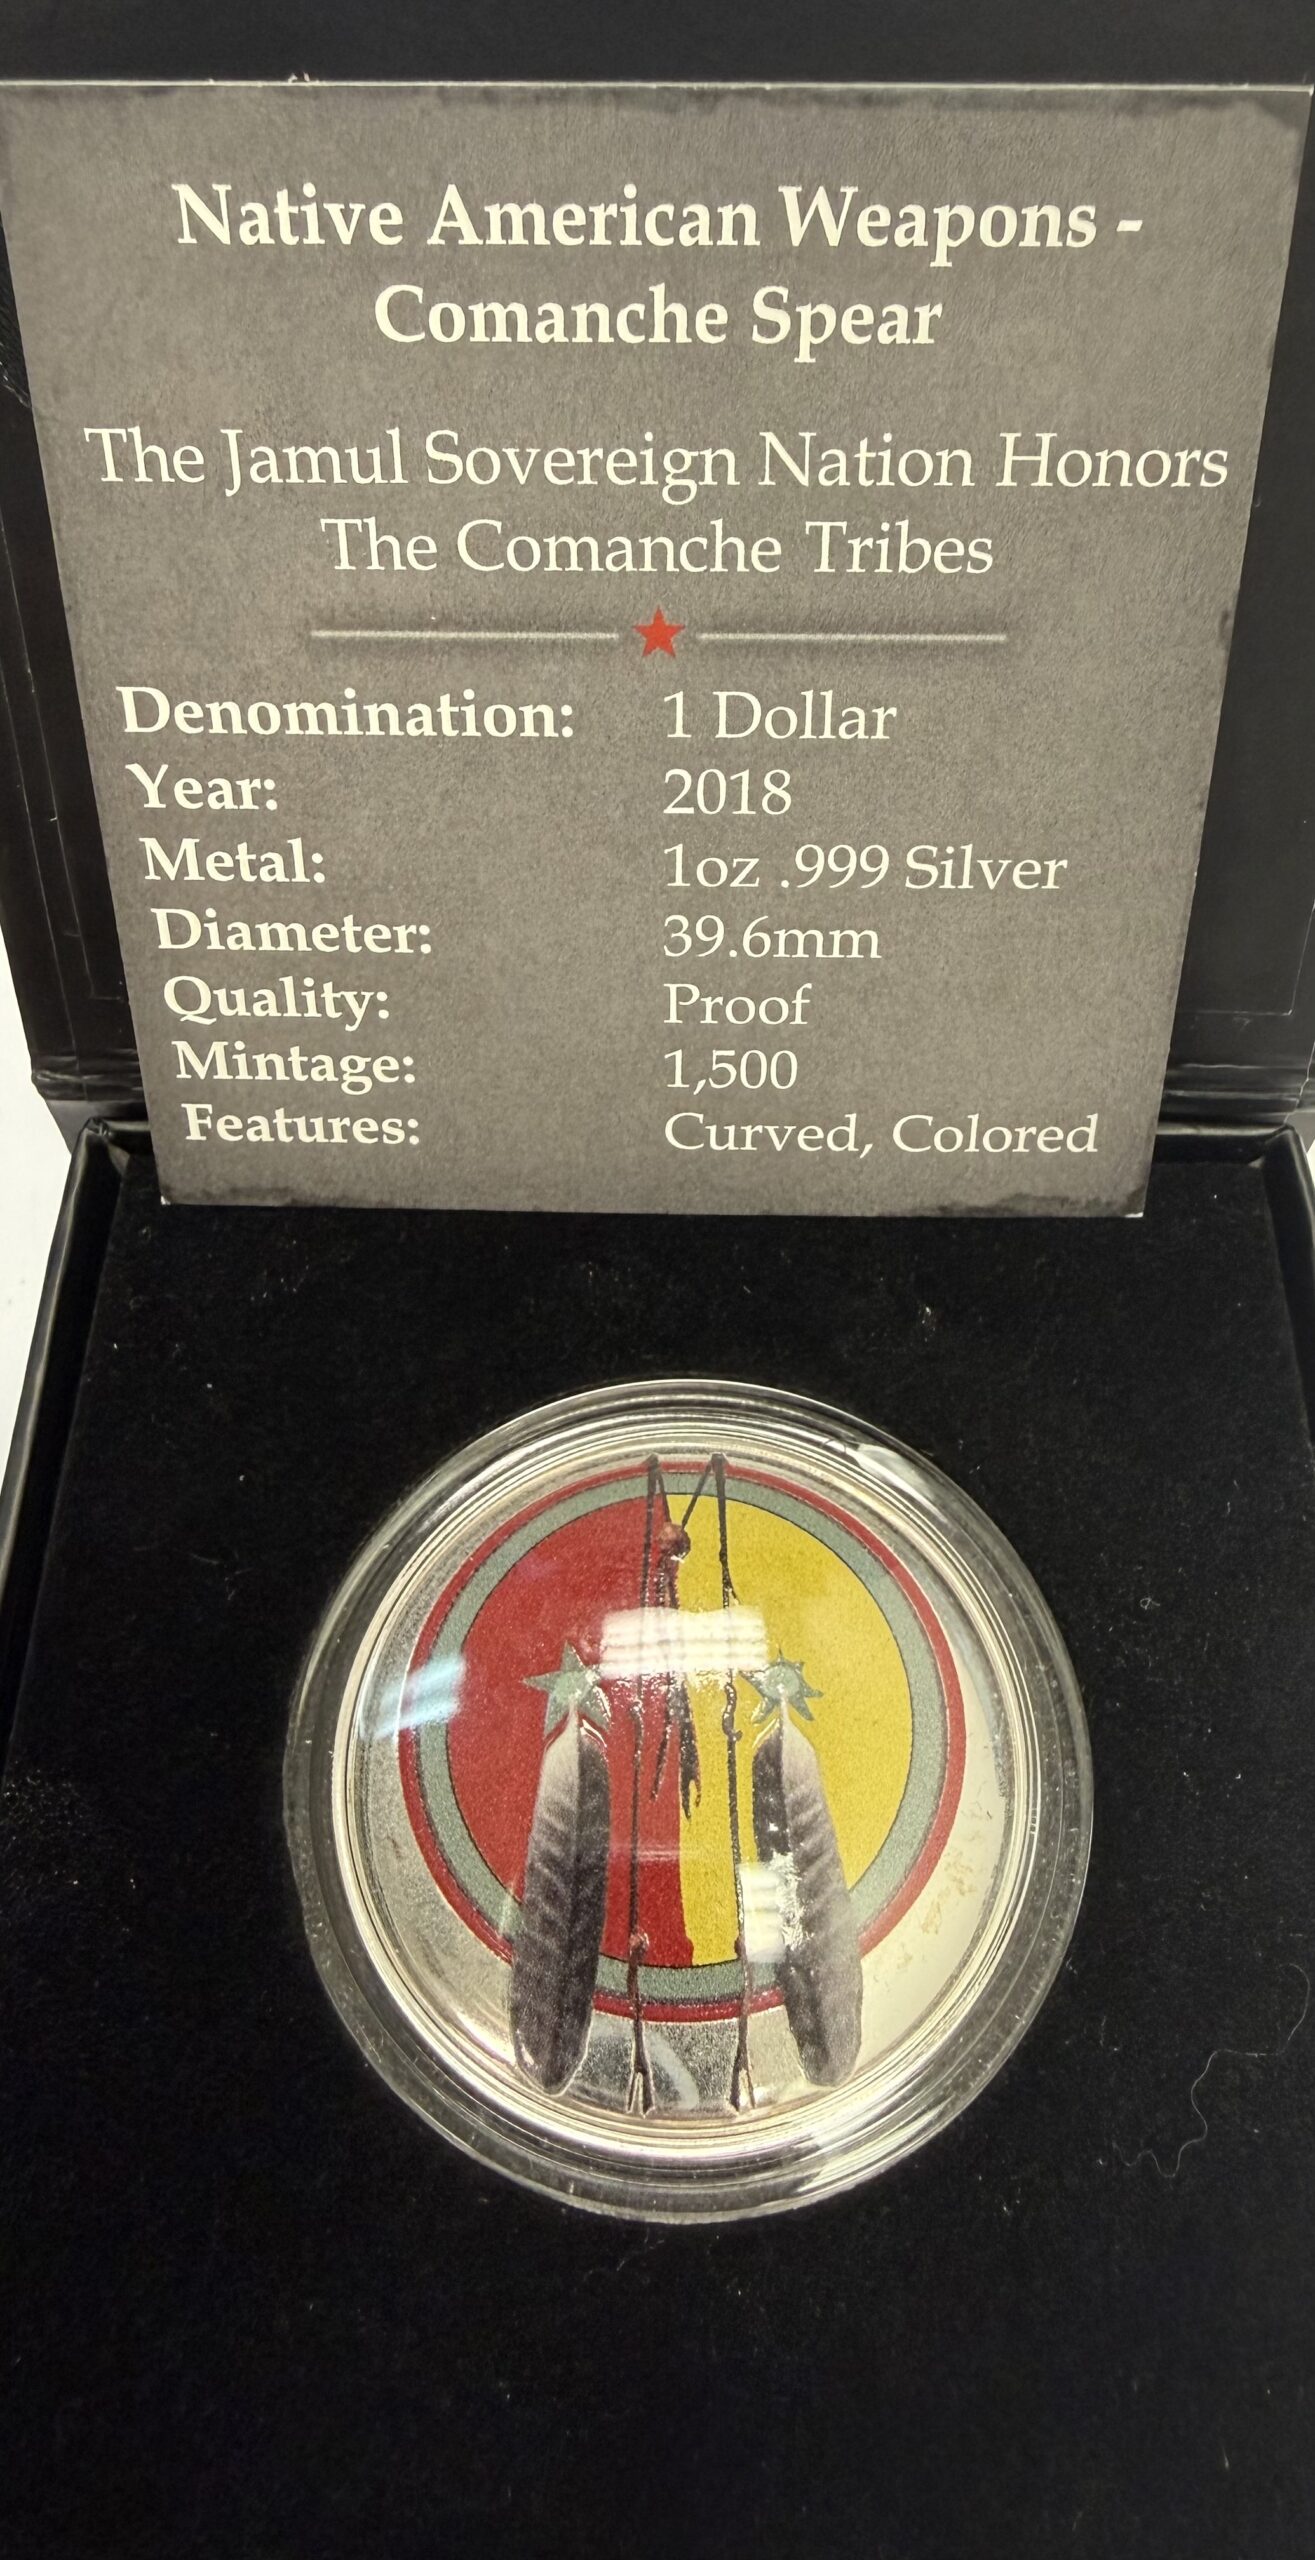 Native American Weapons -
Comanche Spear
The Jamul Sovereign Nation Honors
The Comanche Tribes
Denomination: 1 Dollar
Year: 2018
Metal: 1oz .999 Silver
Diameter: 39.6mm
Quality: Proof
Mintage: 1,500
Features: Curved, Colored